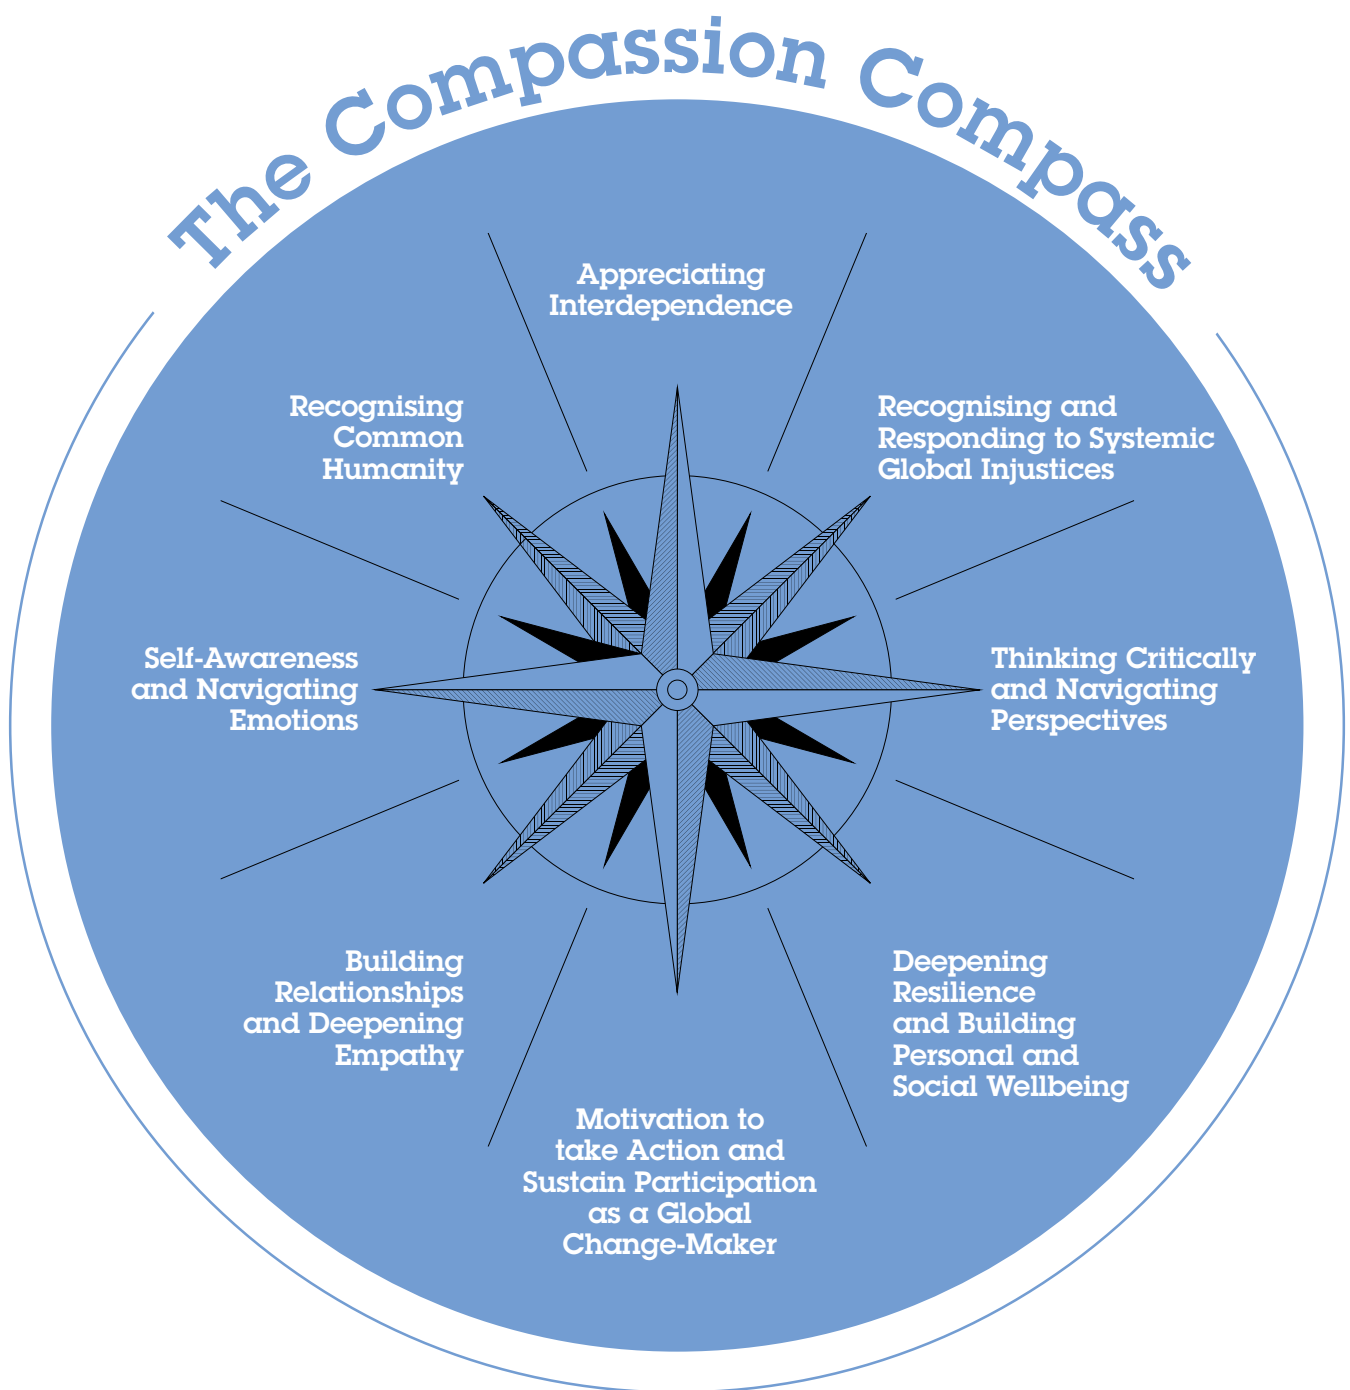 The Compassion Compass
Appreciating
Interdependence
Recognising
Common
Humanity
Recognising and
Responding to Systemic
Global Injustices
Self-Awareness
and Navigating
Emotions
Thinking Critically
and Navigating
Perspectives
Building
Relationships
and Deepening
Empathy
Deepening
Resilience
and Building
Personal and
Social Wellbeing
Motivation to
take Action and
Sustain Participation
as a Global
Change-Maker